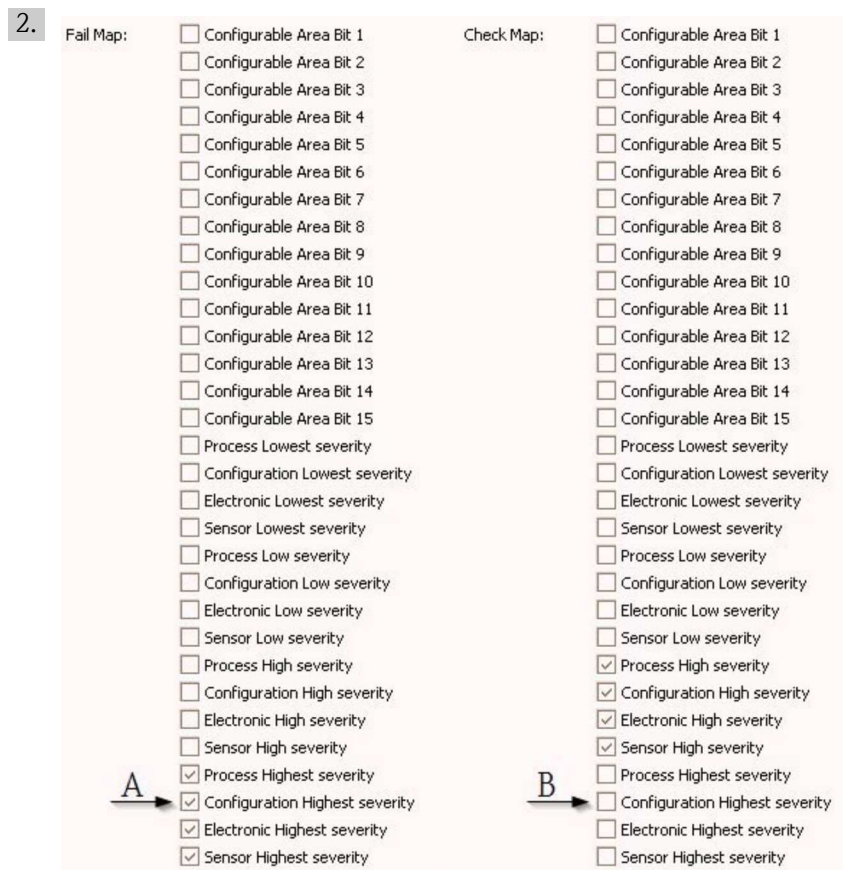 2.
Fail Map: Configurable Area Bit 1 Check Map: Configurable Area Bit 1
Configurable Area Bit 2 Configurable Area Bit 2
Configurable Area Bit 3 Configurable Area Bit 3
Configurable Area Bit 4 Configurable Area Bit 4
Configurable Area Bit 5 Configurable Area Bit 5
Configurable Area Bit 6 Configurable Area Bit 6
Configurable Area Bit 7 Configurable Area Bit 7
Configurable Area Bit 8 Configurable Area Bit 8
Configurable Area Bit 9 Configurable Area Bit 9
Configurable Area Bit 10 Configurable Area Bit 10
Configurable Area Bit 11 Configurable Area Bit 11
Configurable Area Bit 12 Configurable Area Bit 12
Configurable Area Bit 13 Configurable Area Bit 13
Configurable Area Bit 14 Configurable Area Bit 14
Configurable Area Bit 15 Configurable Area Bit 15
Process Lowest severity Process Lowest severity
Configuration Lowest severity Configuration Lowest severity
Electronic Lowest severity Electronic Lowest severity
Sensor Lowest severity Sensor Lowest severity
Process Low severity Process Low severity
Configuration Low severity Configuration Low severity
Electronic Low severity Electronic Low severity
Sensor Low severity Sensor Low severity
Process High severity Process High severity
Configuration High severity Configuration High severity
Electronic High severity Electronic High severity
Sensor High severity Sensor High severity
Process Highest severity Process Highest severity
A Configuration Highest severity B Configuration Highest severity
Electronic Highest severity Electronic Highest severity
Sensor Highest severity Sensor Highest severity